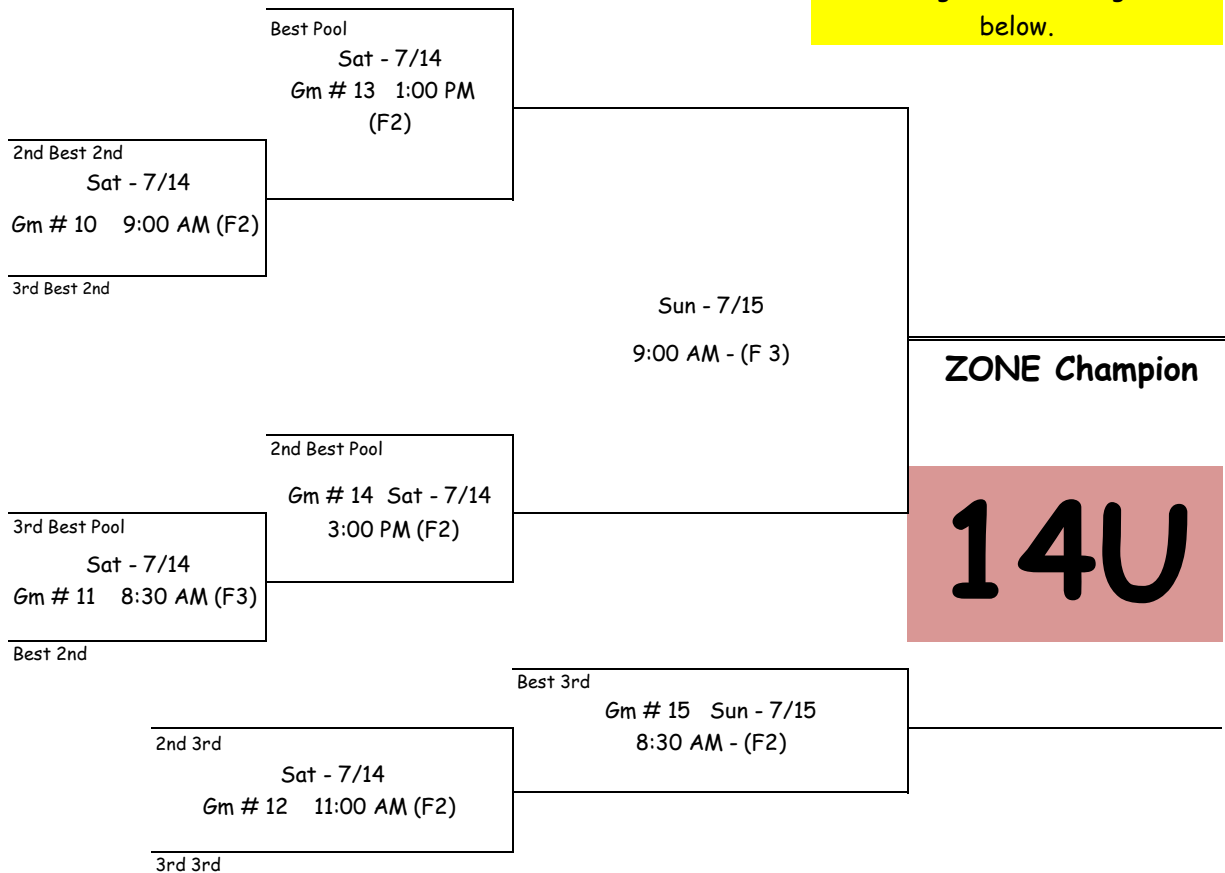 below.
Best Pool
Sat - 7/14
Gm # 13 1:00 PM
(F2)
2nd Best 2nd
Sat - 7/14
Gm # 10 9:00 AM (F2)
3rd Best 2nd
Sun - 7/15
9:00 AM - (F 3)
ZONE Champion
2nd Best Pool
Gm # 14 Sat - 7/14
3:00 PM (F2)
14U
3rd Best Pool
Sat - 7/14
Gm # 11 8:30 AM (F3)
Best 2nd
Best 3rd
Gm # 15 Sun - 7/15
8:30 AM - (F2)
2nd 3rd
Sat - 7/14
Gm # 12 11:00 AM (F2)
3rd 3rd